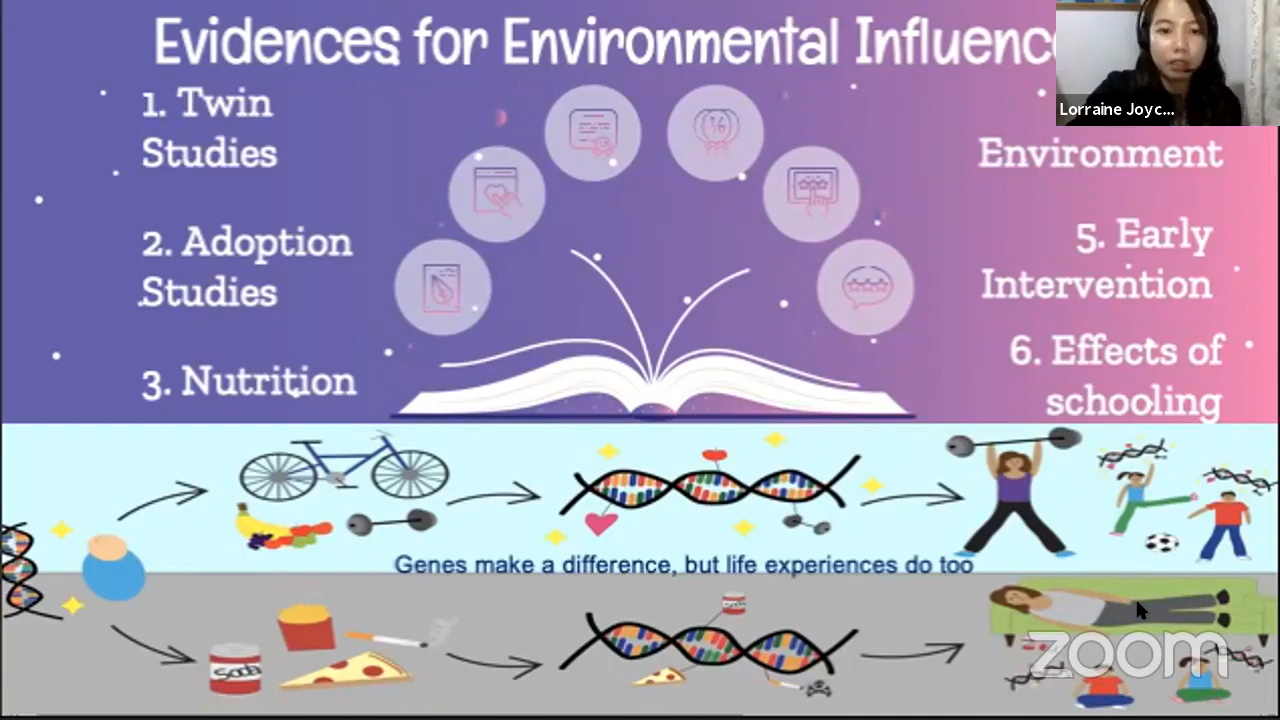 Evidences for Environmental Influenc
Lorraine Joyc...
1. Twin
Studies
2. Adoption
Studies
3. Nutrition
Environment
5. Early
Intervention
6. Effects of
schooling
Genes make a difference, but life experiences do too
Soda
zoom